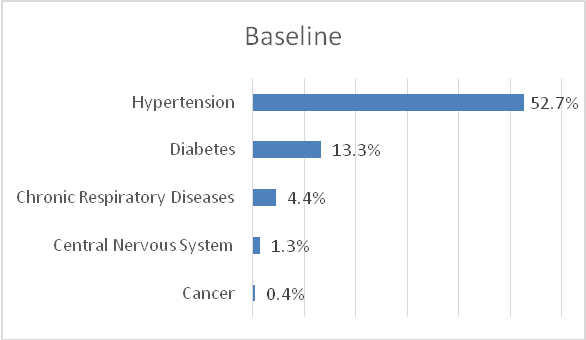 Baseline
Hypertension 52.7%
Diabetes 13.3%
Chronic Respiratory Diseases 4.4%
Central Nervous System 1.3%
Cancer 0.4%